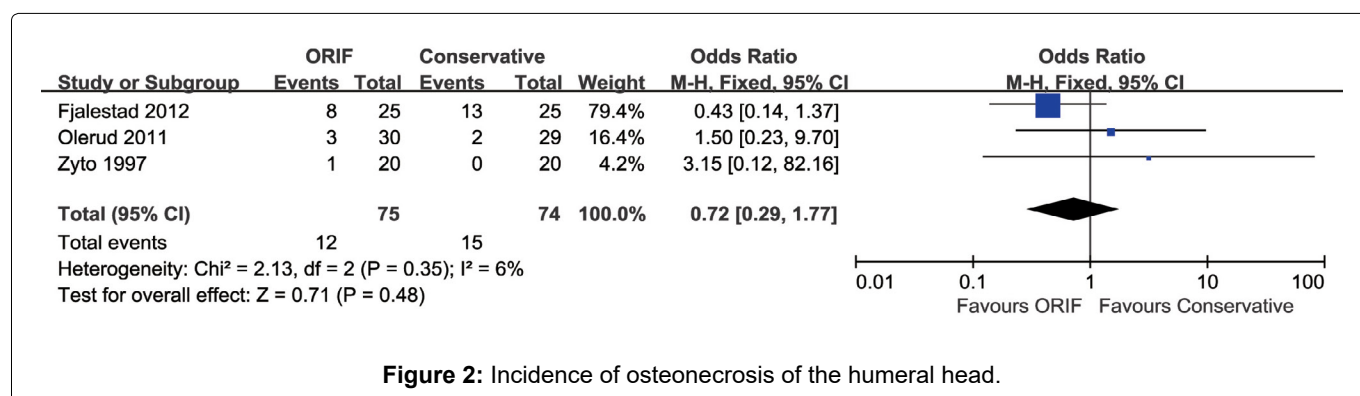 ORIF Conservative Odds Ratio Odds Ratio
Study or Subgroup Events Total Events Total Weight M-H, Fixed, 95% CI M-H, Fixed, 95% CI
Fjalestad 2012 8 25 13 25 79.4% 0.43 [0.14, 1.37]
Olerud 2011 3 30 2 29 16.4% 1.50 [0.23, 9.70]
Zyto 1997 1 20 0 20 4.2% 3.15 [0.12, 82.16]
Total (95% CI) 75 74 100.0% 0.72 [0.29, 1.77]
Total events 12 15
Heterogeneity: Chi² = 2.13, df = 2 (P = 0.35); I² = 6%
Test for overall effect: Z = 0.71 (P = 0.48)
0.01 0.1 1 10 100
Favours ORIF Favours Conservative
Figure 2: Incidence of osteonecrosis of the humeral head.